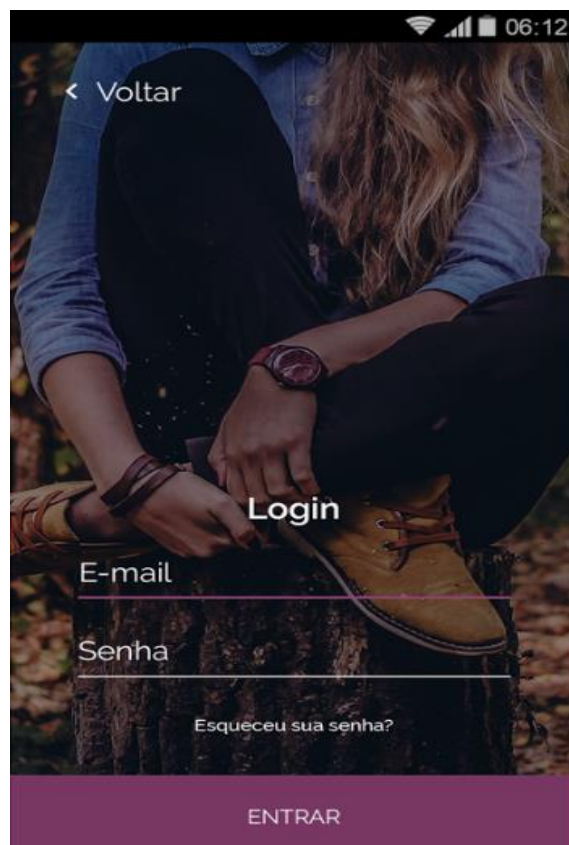 06:12
< Voltar
Login
E-mail
Senha
Esqueceu sua senha?
ENTRAR